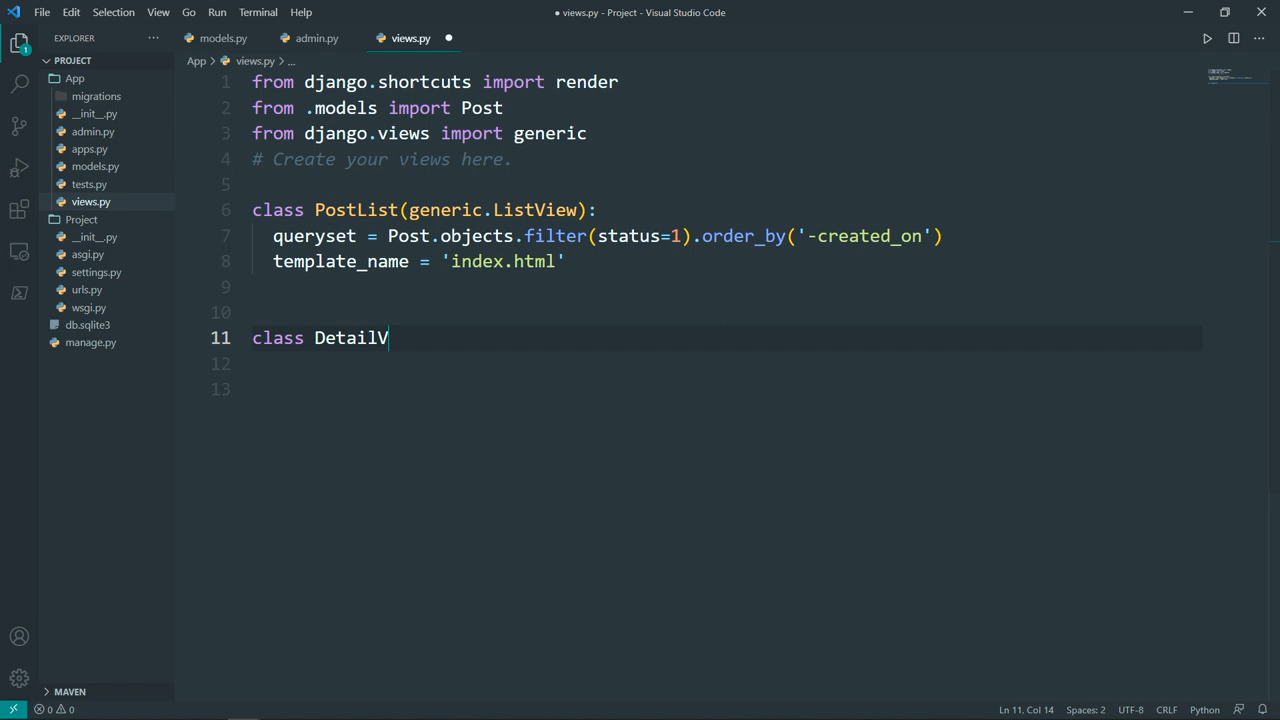 File Edit Selection View Go Run Terminal Help
● views.py - Project - Visual Studio Code
EXPLORER
models.py admin.py views.py
PROJECT
App > views.py > ...
App
migrations
__init__.py
admin.py
apps.py
models.py
tests.py
views.py
Project
__init__.py
asgi.py
settings.py
urls.py
wsgi.py
db.sqlite3
manage.py
1 from django.shortcuts import render
2 from .models import Post
3 from django.views import generic
4 # Create your views here.
5
6 class PostList(generic.ListView):
7 queryset = Post.objects.filter(status=1).order_by('-created_on')
8 template_name = 'index.html'
9
10
11 class DetailV
12
13
1
MAVEN
0 0
Ln 11, Col 14 Spaces: 2 UTF-8 CRLF Python